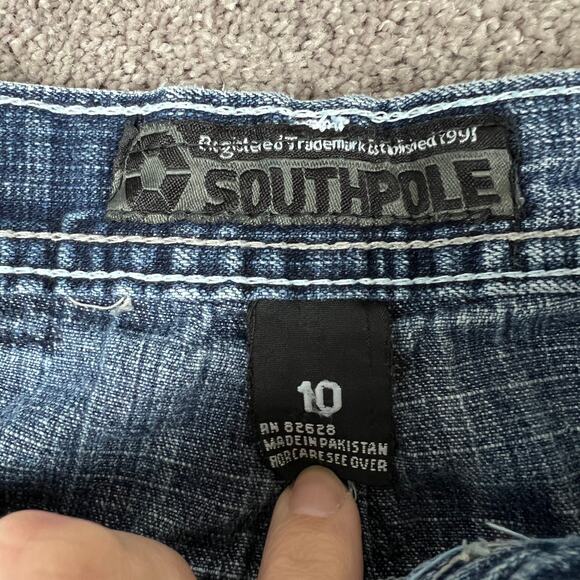 Registered Trademark Established 1991
SOUTHPOLE
10
RN 82628
MADE IN PAKISTAN
FOR CARE SEE OVER